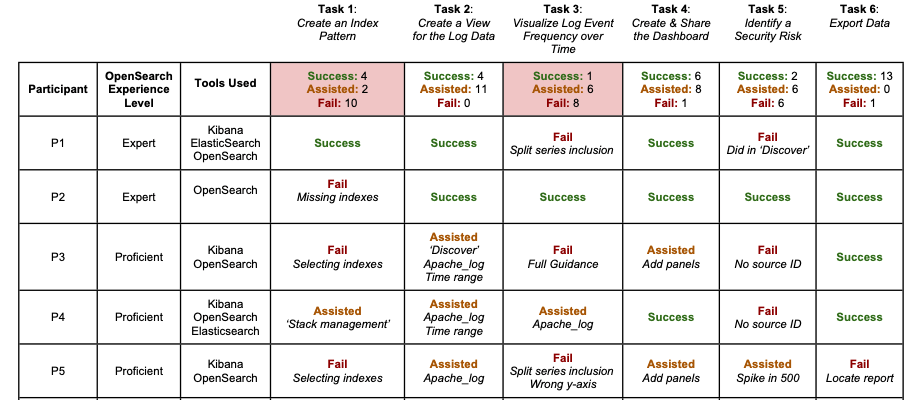 Task 1: Create an Index Pattern
Task 2: Create a View for the Log Data
Task 3: Visualize Log Event Frequency over Time
Task 4: Create & Share the Dashboard
Task 5: Identify a Security Risk
Task 6: Export Data
Participant
OpenSearch Experience Level
Tools Used
Success: 4
Assisted: 2
Fail: 10
Success: 4
Assisted: 11
Fail: 0
Success: 1
Assisted: 6
Fail: 8
Success: 6
Assisted: 8
Fail: 1
Success: 2
Assisted: 6
Fail: 6
Success: 13
Assisted: 0
Fail: 1
P1
Expert
Kibana
ElasticSearch
OpenSearch
Success
Success
Fail
Split series inclusion
Success
Fail
Did in ‘Discover’
Success
P2
Expert
OpenSearch
Fail
Missing indexes
Success
Success
Success
Success
Success
P3
Proficient
Kibana
OpenSearch
Fail
Selecting indexes
Assisted
‘Discover’
Apache_log
Time range
Fail
Full Guidance
Assisted
Add panels
Fail
No source ID
Success
P4
Proficient
Kibana
OpenSearch
Elasticsearch
Assisted
‘Stack management’
Assisted
Apache_log
Time range
Assisted
Apache_log
Success
Fail
No source ID
Success
P5
Proficient
Kibana
OpenSearch
Fail
Selecting indexes
Assisted
Apache_log
Fail
Split series inclusion
Wrong y-axis
Assisted
Add panels
Assisted
Spike in 500
Fail
Locate report